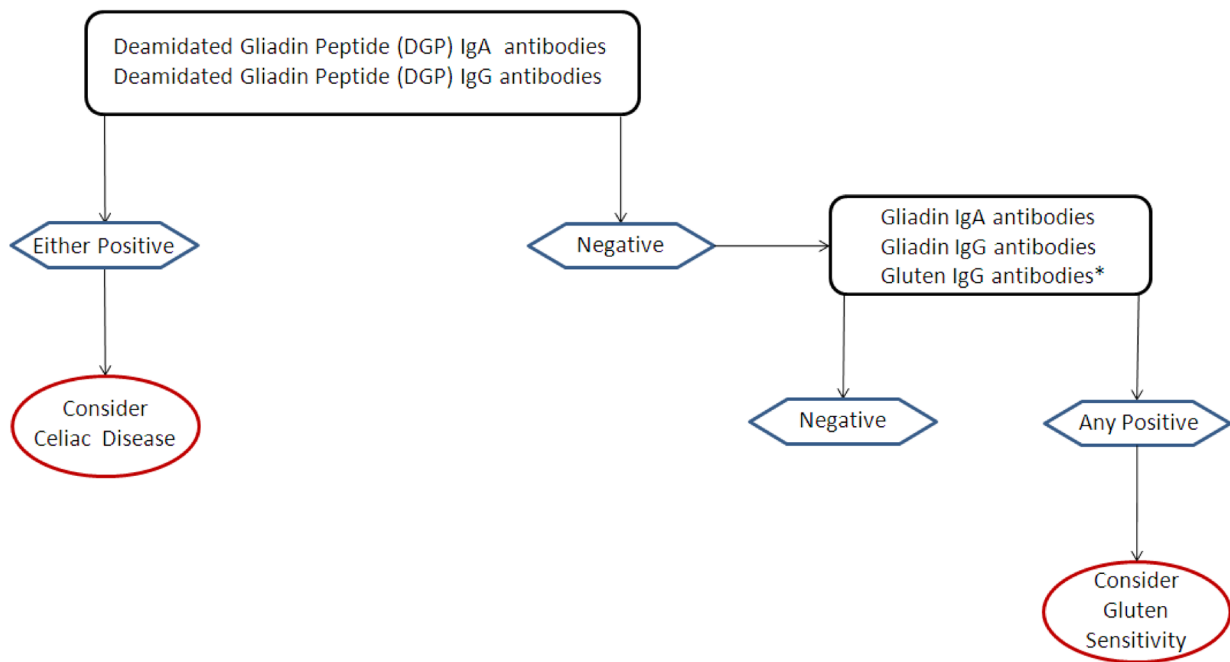 Deamidated Gliadin Peptide (DGP) IgA antibodies
Deamidated Gliadin Peptide (DGP) IgG antibodies
Either Positive
Negative
Gliadin IgA antibodies
Gliadin IgG antibodies
Gluten IgG antibodies*
Consider
Celiac Disease
Negative
Any Positive
Consider
Gluten
Sensitivity